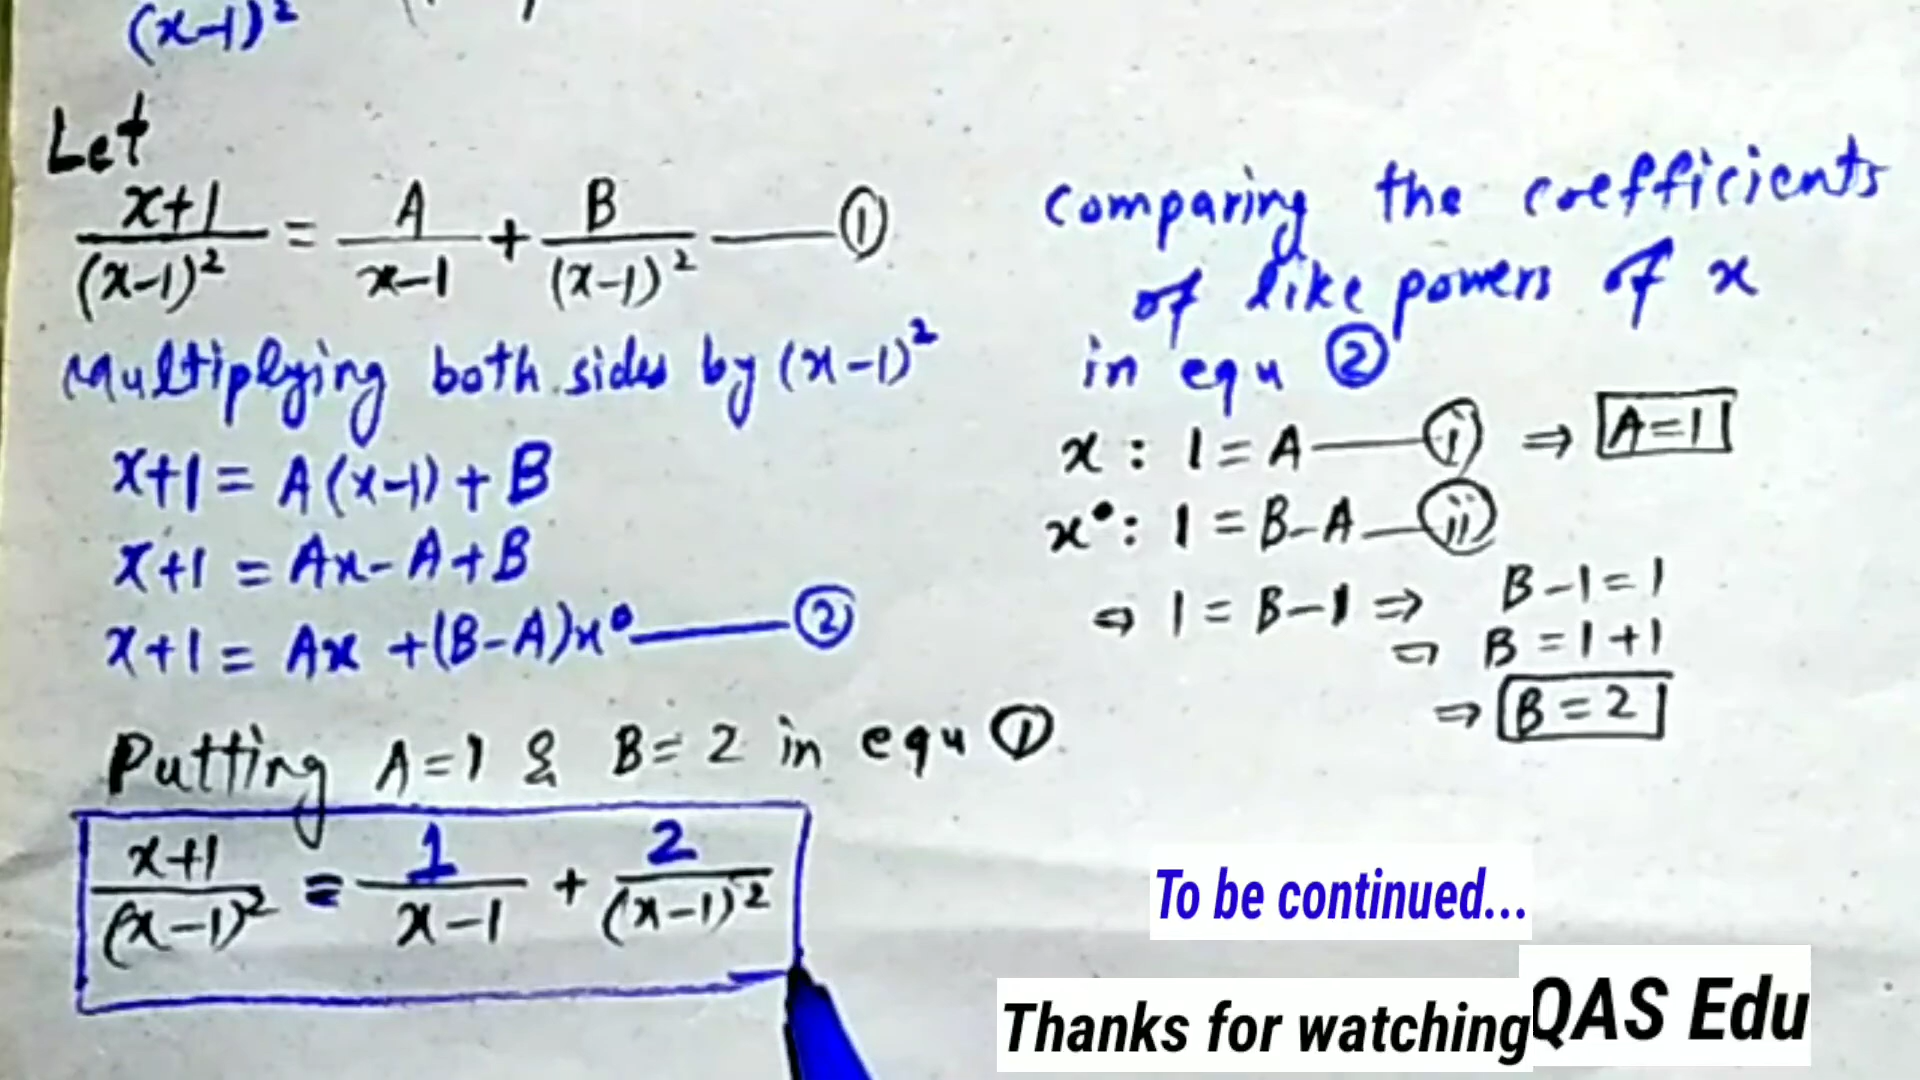 (x-1)²
Let
x+1/(x-1)² = A/x-1 + B/(x-1)² —— ①
multiplying both sides by (x-1)²
x+1 = A(x-1) + B
x+1 = Ax - A + B
x+1 = Ax + (B-A)x⁰ —— ②
Putting A=1 & B=2 in equ ①
x+1/(x-1)² = 1/x-1 + 2/(x-1)²
Comparing the coefficients
of like powers of x
in equ ②
x : 1 = A —— (i) ⇒ A=1
x⁰ : 1 = B-A — (ii)
⇒ 1 = B-1 ⇒ B-1=1
⇒ B = 1+1
⇒ B = 2
To be continued...
Thanks for watching
QAS Edu